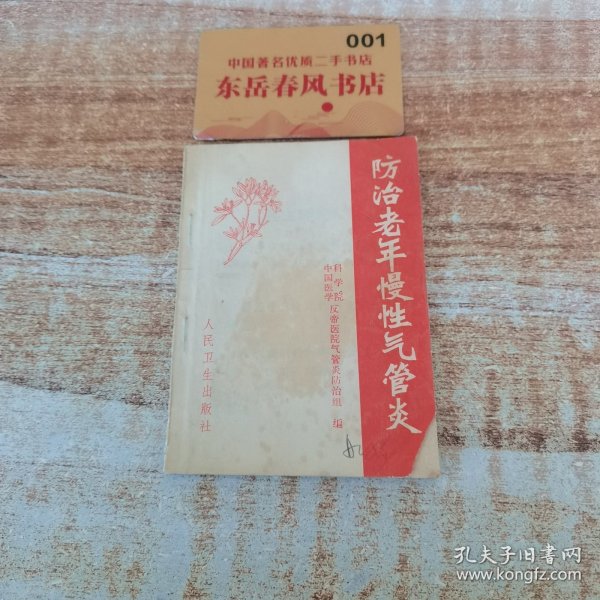 001
中国著名优质二手书店
东岳春风书店
防治老年慢性气管炎
中国医学
科学院
反帝医院气管炎防治组 编
人民卫生出版社
孔夫子旧书网
www.kongfz.com